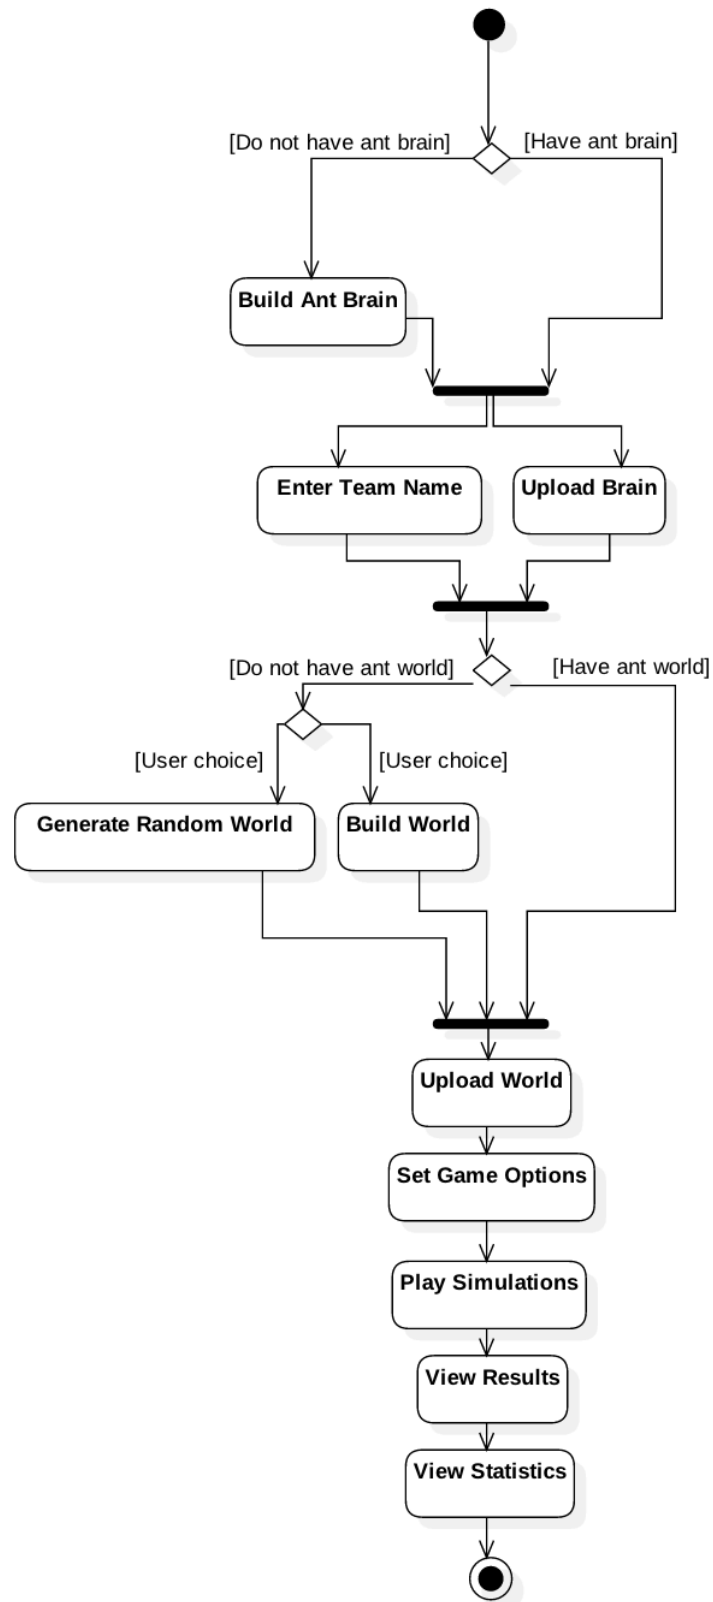 [Do not have ant brain]
[Have ant brain]
Build Ant Brain
Enter Team Name
Upload Brain
[Do not have ant world]
[Have ant world]
[User choice]
[User choice]
Generate Random World
Build World
Upload World
Set Game Options
Play Simulations
View Results
View Statistics